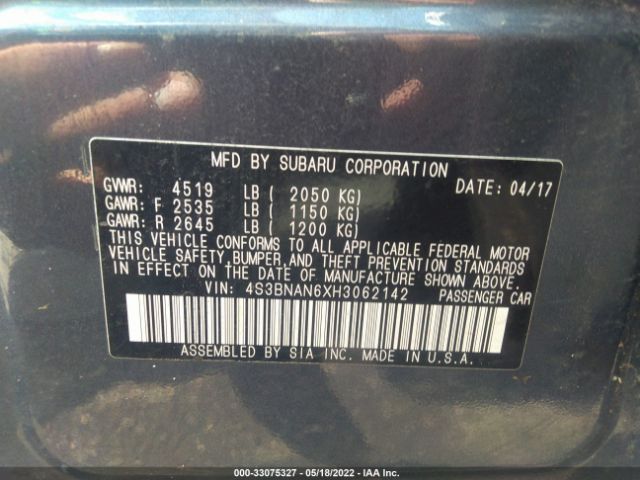 MFD BY SUBARU CORPORATION
GVWR: 4519 LB ( 2050 KG) DATE: 04/17
GAWR: F 2535 LB ( 1150 KG)
GAWR: R 2645 LB ( 1200 KG)
THIS VEHICLE CONFORMS TO ALL APPLICABLE FEDERAL MOTOR
VEHICLE SAFETY, BUMPER, AND THEFT PREVENTION STANDARDS
IN EFFECT ON THE DATE OF MANUFACTURE SHOWN ABOVE.
VIN: 4S3BNAN6XH3062142 PASSENGER CAR
ASSEMBLED BY SIA INC. MADE IN U.S.A.
000-33075327 - 05/18/2022 - IAA Inc.